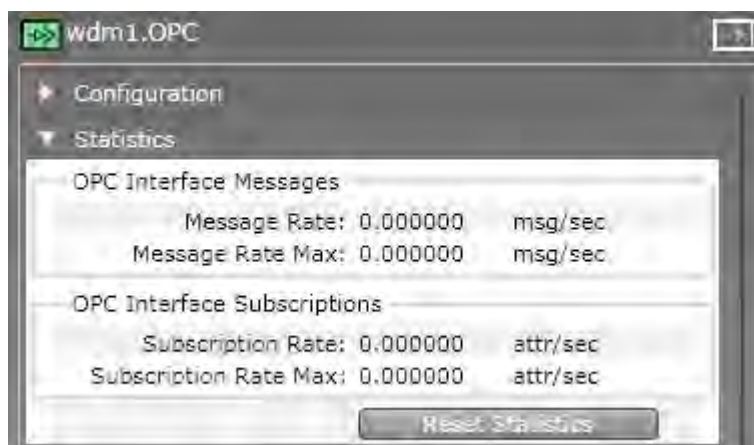 wdm1.OPC
Configuration
Statistics
OPC Interface Messages
Message Rate: 0.000000 msg/sec
Message Rate Max: 0.000000 msg/sec
OPC Interface Subscriptions
Subscription Rate: 0.000000 attr/sec
Subscription Rate Max: 0.000000 attr/sec
Reset Statistics